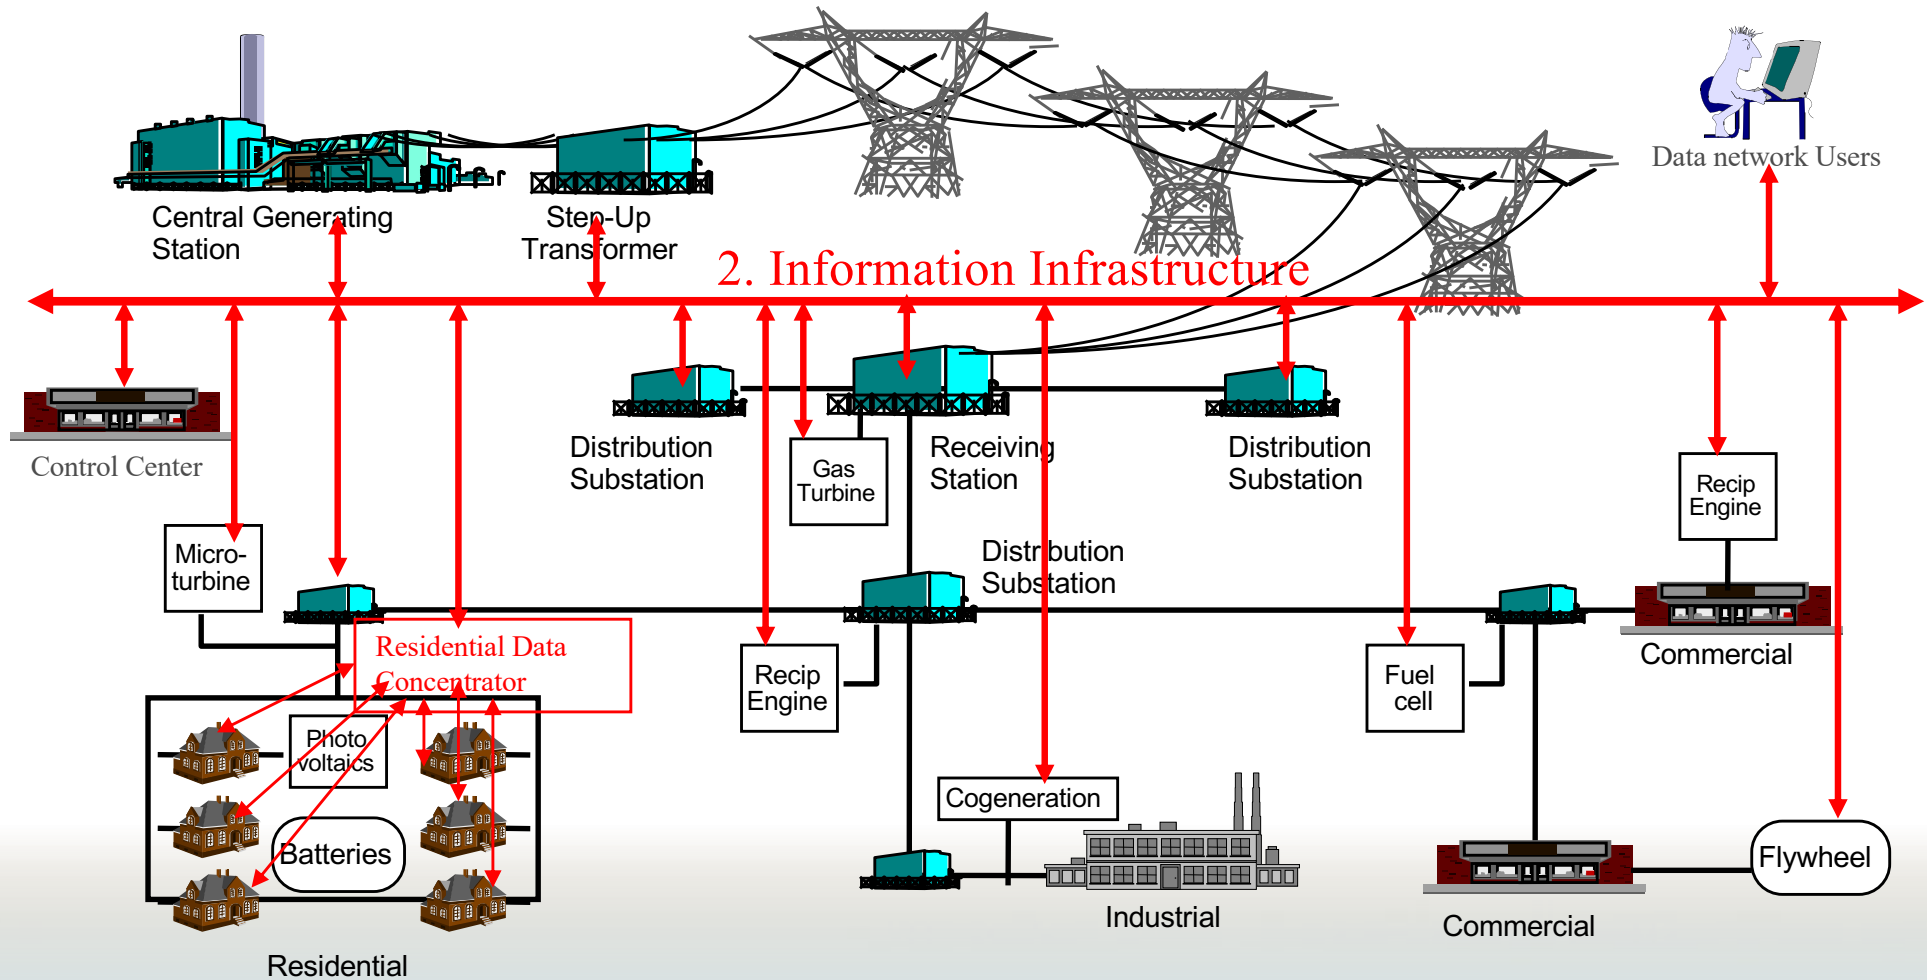 Data network Users
Central Generating
Station
Step-Up
Transformer
2. Information Infrastructure
Control Center
Distribution
Substation
Gas
Turbine
Receiving
Station
Distribution
Substation
Recip
Engine
Micro-
turbine
Distribution
Substation
Residential Data
Concentrator
Recip
Engine
Fuel
cell
Commercial
Photo
voltaics
Batteries
Cogeneration
Flywheel
Industrial
Commercial
Residential